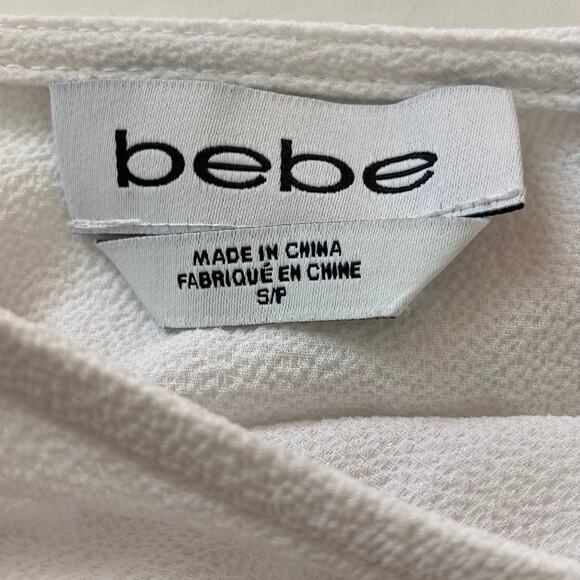 bebe
MADE IN CHINA
FABRIQUÉ EN CHINE
S/P